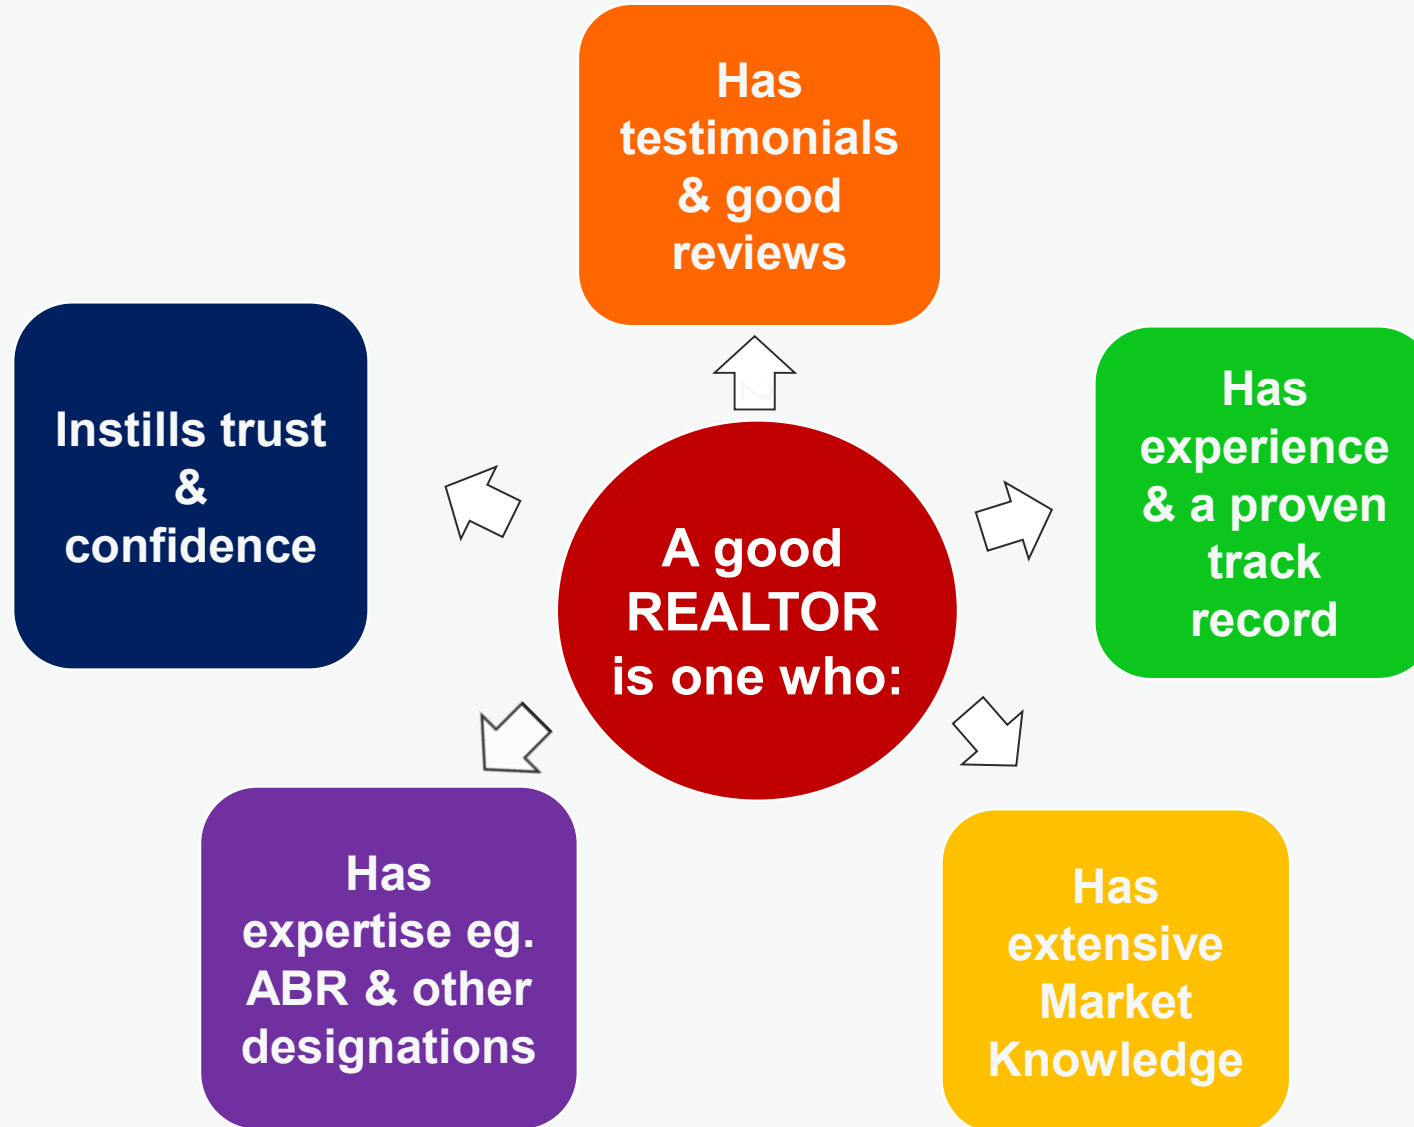 Has
testimonials
& good
reviews
Instills trust
&
confidence
Has
experience
& a proven
track
record
A good
REALTOR
is one who:
Has
expertise eg.
ABR & other
designations
Has
extensive
Market
Knowledge